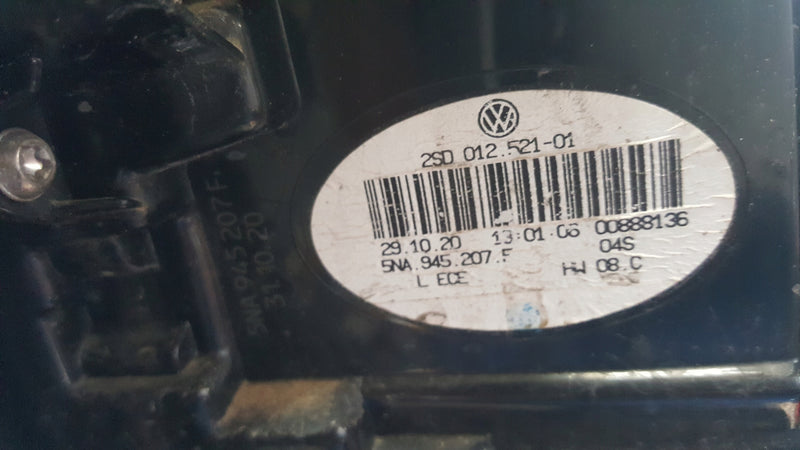 2SD 012.521-01
29.10.20 13:01:06 00888136
5NA.945.207.F 04S
L ECE HW 08.C
5NA 945 207 F.
31 10 20